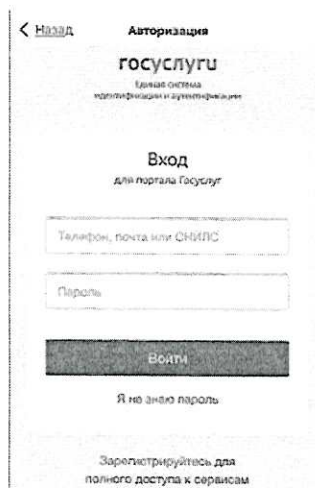 Назад
Авторизация
госуслуги
Единая система
идентификации и аутентификации
Вход
для портала Госуслуг
Телефон, почта или СНИЛС
Пароль
Войти
Я не знаю пароль
Зарегистрируйтесь для
полного доступа к сервисам